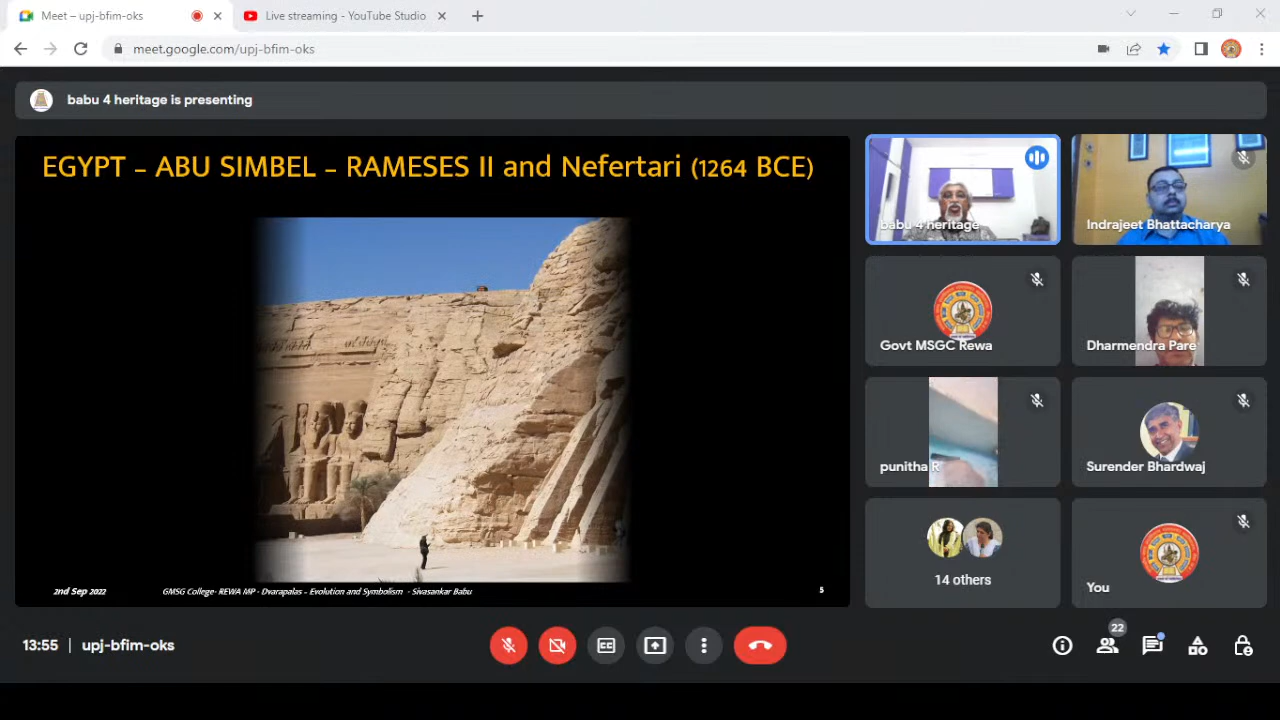 Meet – upj-bfim-oks
Live streaming - YouTube Studio
meet.google.com/upj-bfim-oks
babu 4 heritage is presenting
EGYPT – ABU SIMBEL – RAMESES II and Nefertari (1264 BCE)
2nd Sep 2022
GMSG College- REWA MP - Dvarapalas – Evolution and Symbolism - Sivasankar Babu
5
babu 4 heritage
Indrajeet Bhattacharya
Govt MSGC Rewa
Dharmendra Pare
punitha R
Surender Bhardwaj
14 others
You
13:55 | upj-bfim-oks
CC
22